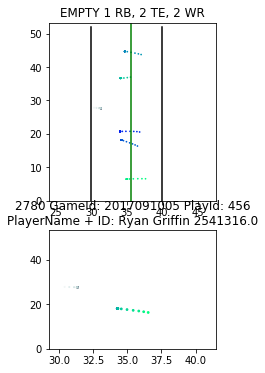 EMPTY 1 RB, 2 TE, 2 WR
50
40
30
20
10
0
25 30 35 40 45
2780 GameId: 2017091005 PlayId: 456
PlayerName + ID: Ryan Griffin 2541316.0
40
20
0
30.0 32.5 35.0 37.5 40.0